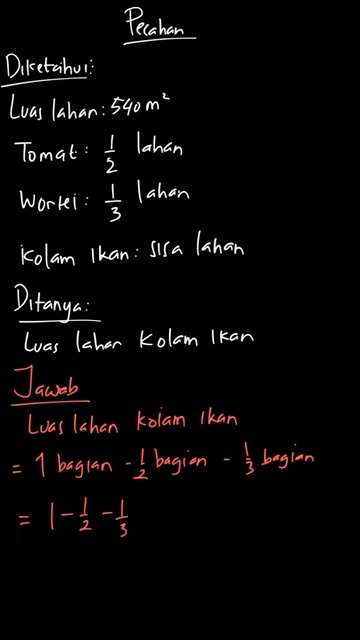 Pecahan
Diketahui:
Luas lahan: 540 m²
Tomat: 1/2 lahan
Wortel: 1/3 lahan
Kolam Ikan: sisa lahan
Ditanya:
Luas lahan Kolam Ikan
Jawab
Luas lahan kolam Ikan
= 1 bagian - 1/2 bagian - 1/3 bagian
= 1 - 1/2 - 1/3